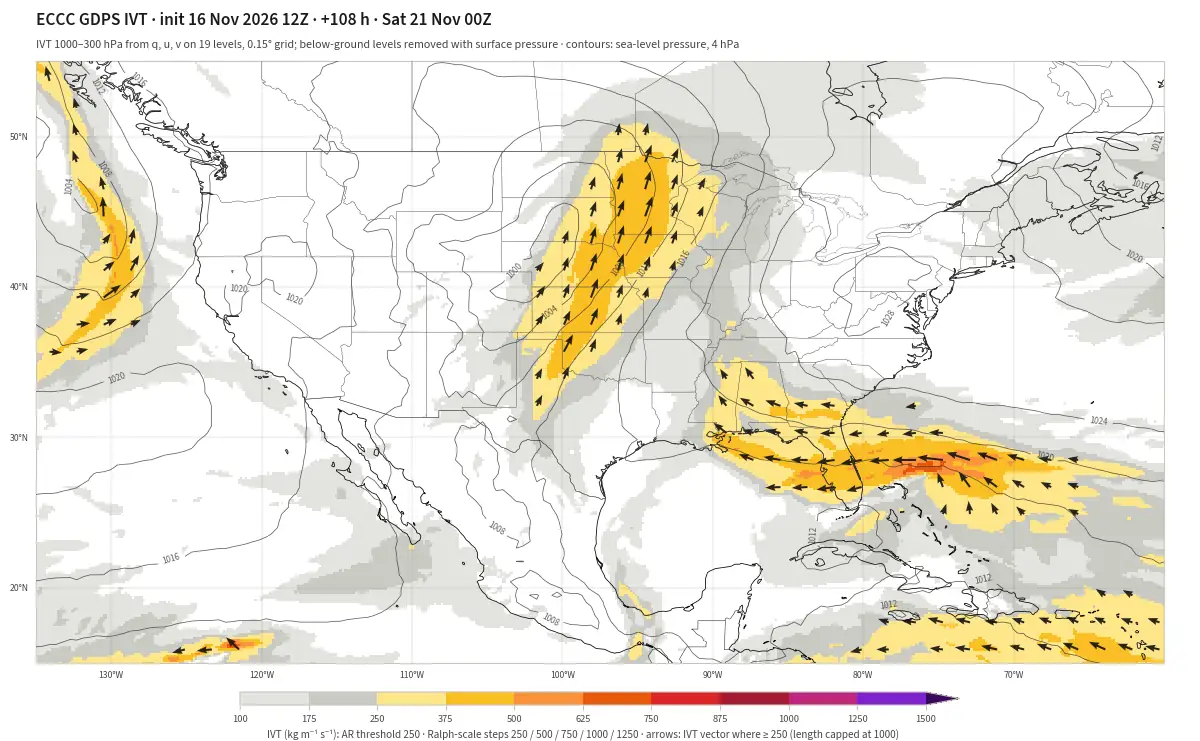 ECCC GDPS IVT · init 16 Nov 2026 12Z · +108 h · Sat 21 Nov 00Z
IVT 1000–300 hPa from q, u, v on 19 levels, 0.15° grid; below-ground levels removed with surface pressure · contours: sea-level pressure, 4 hPa
1016
1012
50°N
1012
1008
1004
1016
1020
40°N
1000
1016
1020
1020
1004
1028
1020
1024
30°N
1020
1008
1012
1016
20°N
1012
1012
1008
130°W 120°W 110°W 100°W 90°W 80°W 70°W
100 175 250 375 500 625 750 875 1000 1250 1500
IVT (kg m⁻¹ s⁻¹): AR threshold 250 · Ralph-scale steps 250 / 500 / 750 / 1000 / 1250 · arrows: IVT vector where ≥ 250 (length capped at 1000)